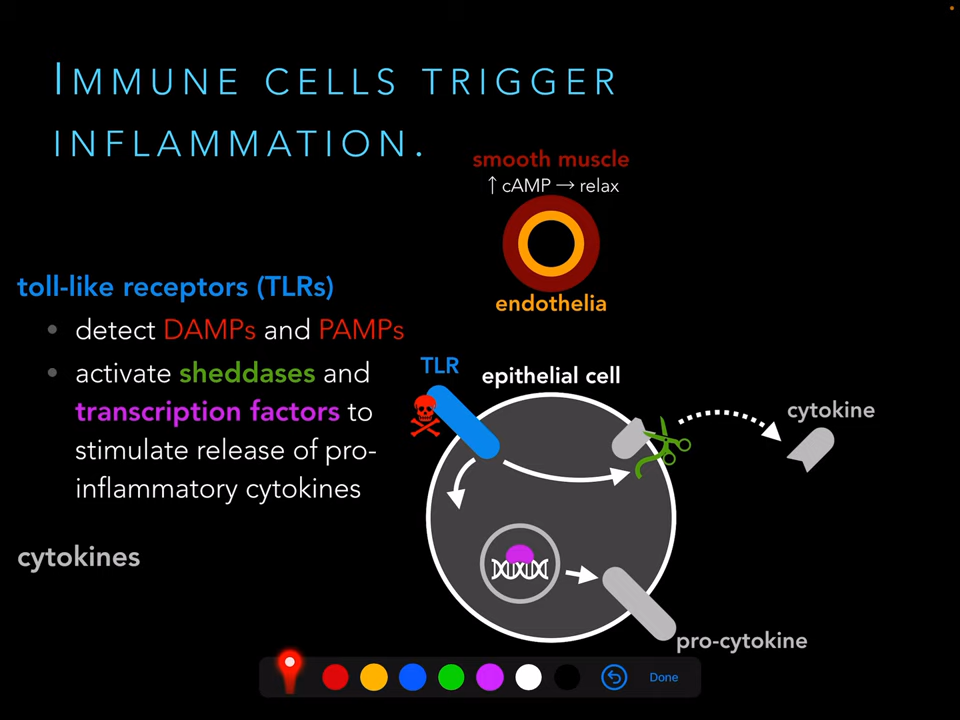 IMMUNE CELLS TRIGGER
INFLAMMATION.
smooth muscle
↑ cAMP → relax
endothelia
toll-like receptors (TLRs)
• detect DAMPs and PAMPs
• activate sheddases and
transcription factors to
stimulate release of pro-
inflammatory cytokines
cytokines
TLR
epithelial cell
cytokine
pro-cytokine
Done